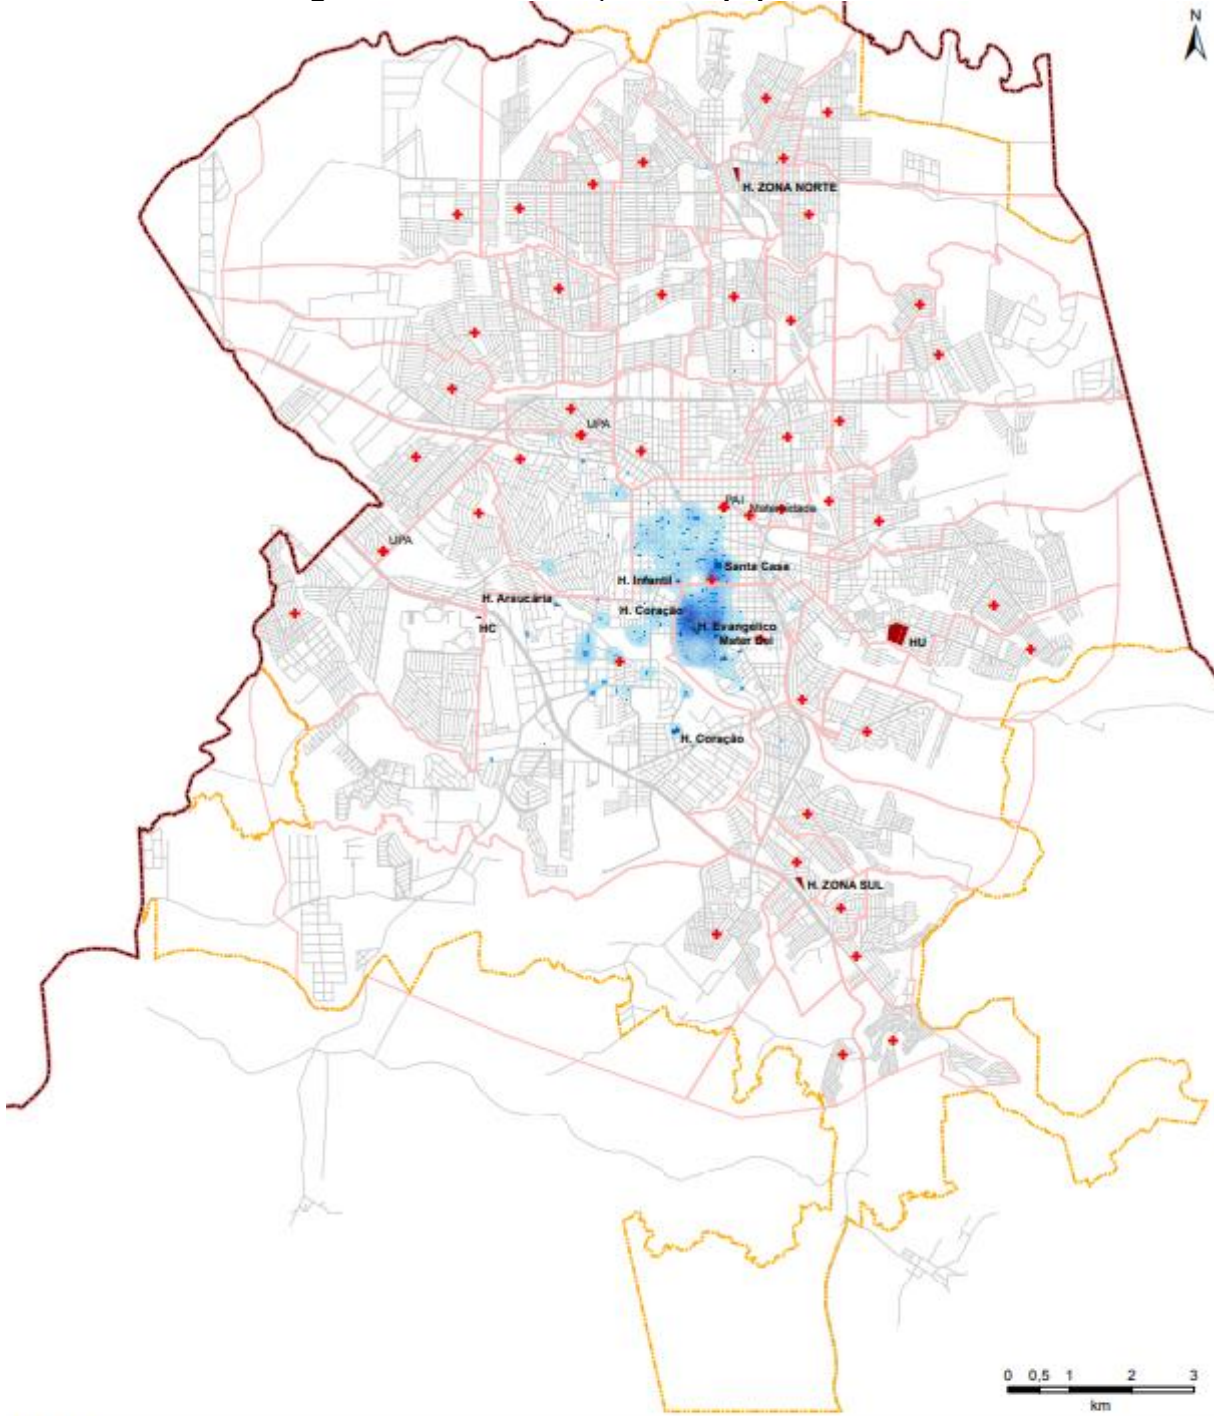 N
H. ZONA NORTE
UPA
PAI
Maternidade
UPA
Santa Casa
H. Infantil
H. Araucária
H. Coração
HC
H. Evangélico
Mater Dei
HU
H. Coração
H. ZONA SUL
0 0,5 1 2 3
km